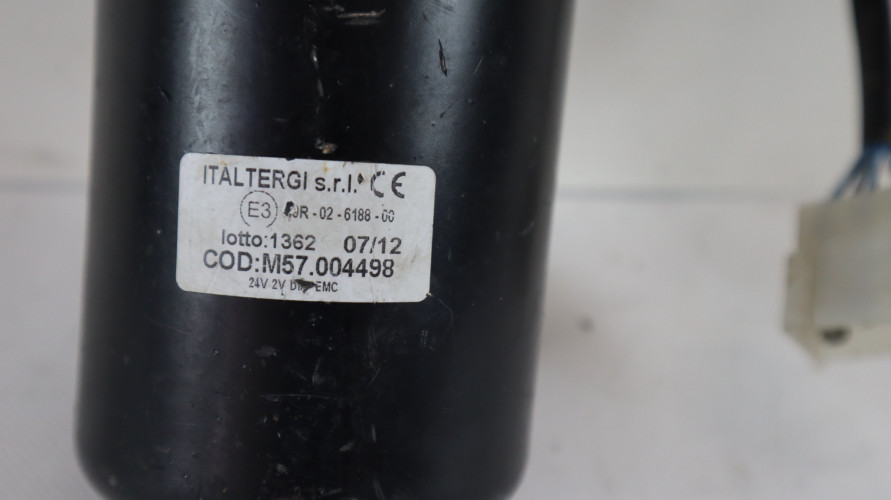 ITALTERGI s.r.l. CE
E3 - 02 - 6188 - 00
lotto:1362 07/12
COD:M57.004498
24V 2V EMC